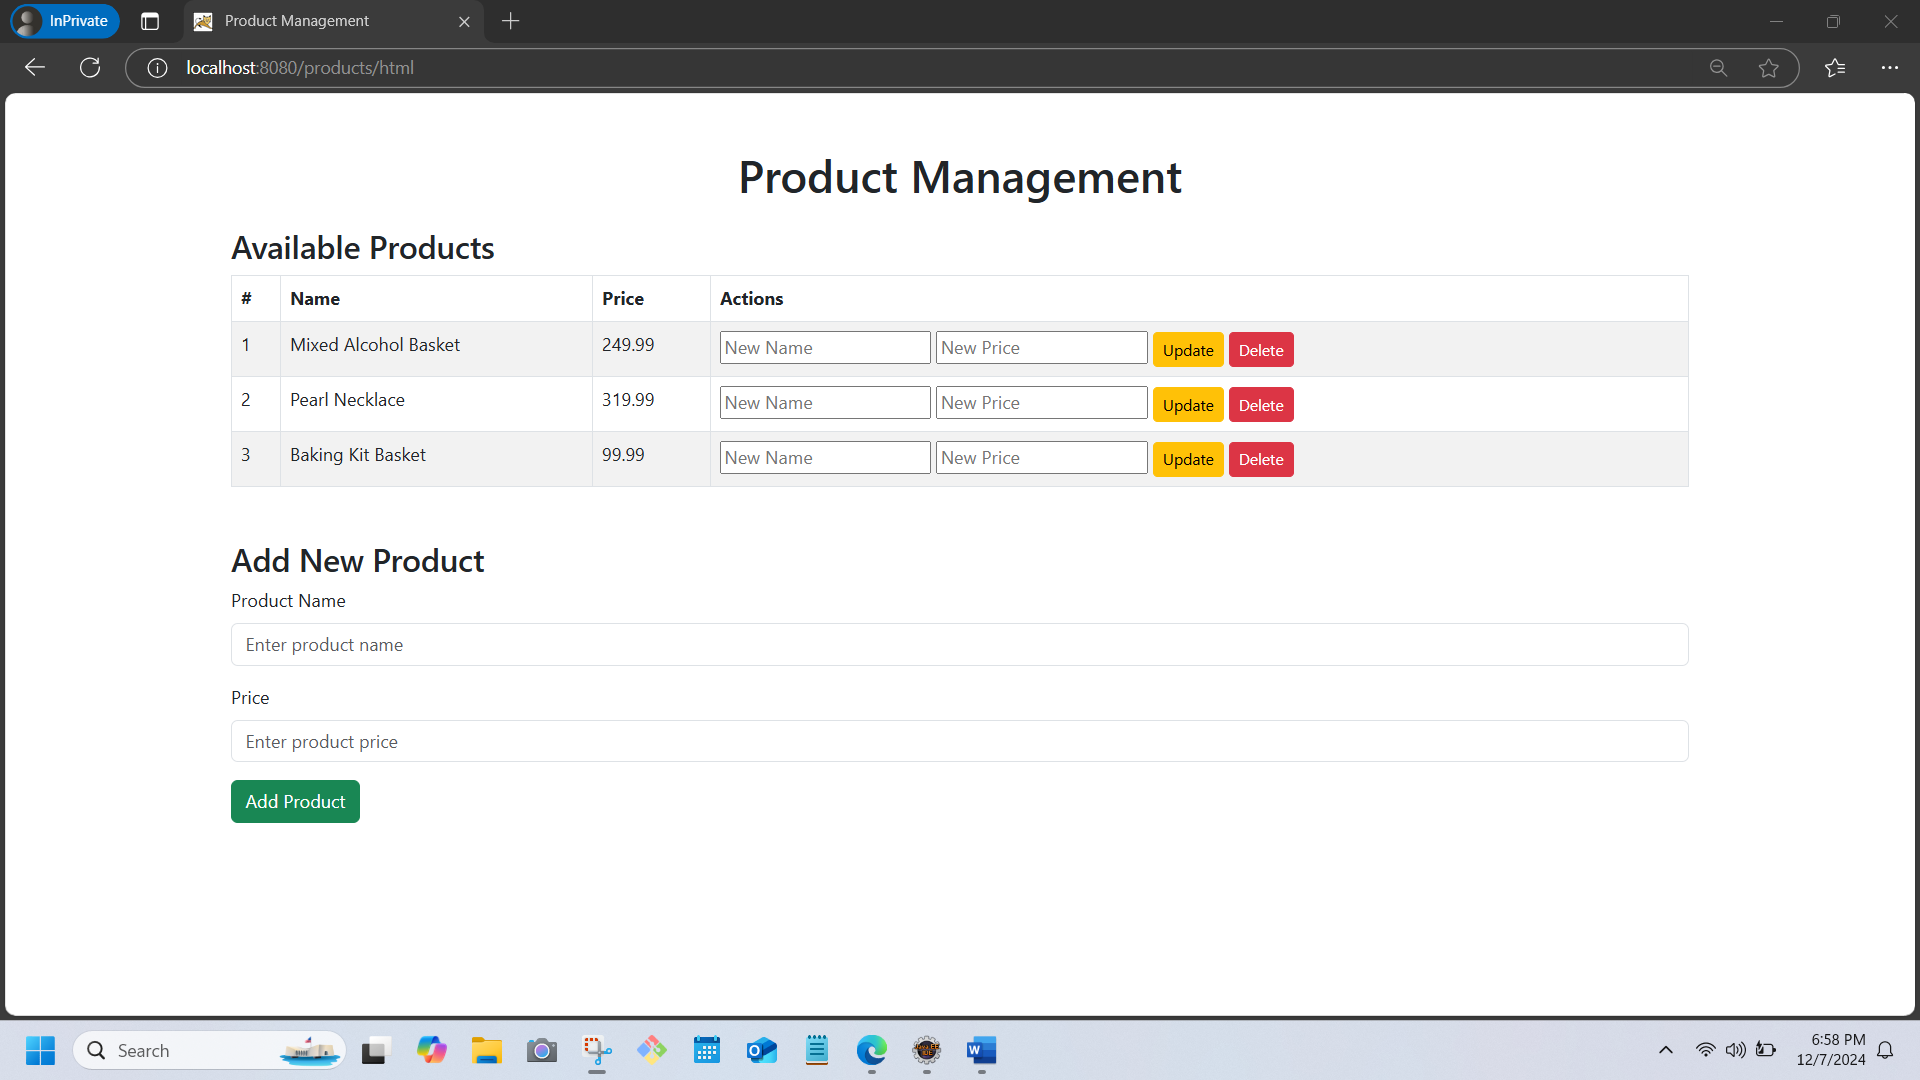 InPrivate
Product Management
localhost:8080/products/html
Product Management
Available Products
# Name Price Actions
1 Mixed Alcohol Basket 249.99 New Name New Price Update Delete
2 Pearl Necklace 319.99 New Name New Price Update Delete
3 Baking Kit Basket 99.99 New Name New Price Update Delete
Add New Product
Product Name
Enter product name
Price
Enter product price
Add Product
Search
6:58 PM
12/7/2024